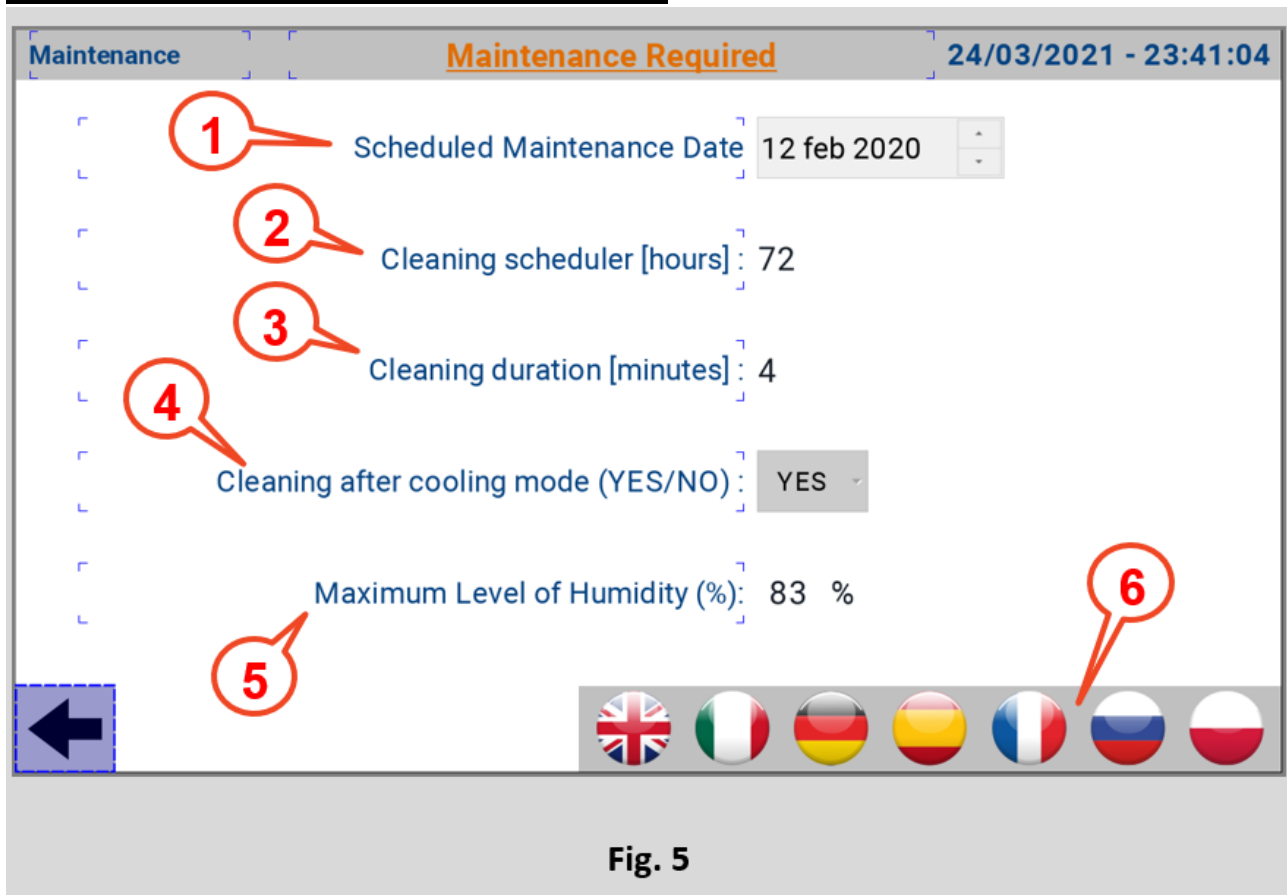 Maintenance Maintenance Required 24/03/2021 - 23:41:04
1 Scheduled Maintenance Date 12 feb 2020
2 Cleaning scheduler [hours] : 72
3 Cleaning duration [minutes] : 4
4 Cleaning after cooling mode (YES/NO) : YES
Maximum Level of Humidity (%): 83 %
5
6
Fig. 5